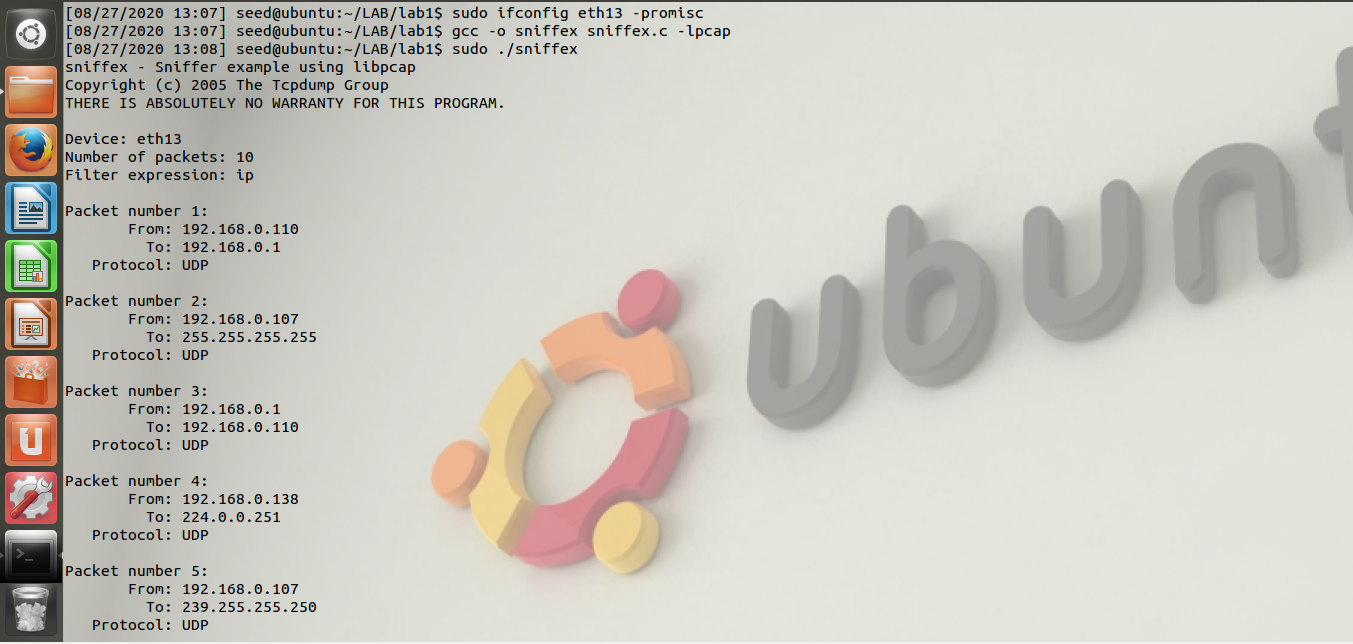 [08/27/2020 13:07] seed@ubuntu:~/LAB/lab1$ sudo ifconfig eth13 -promisc
[08/27/2020 13:07] seed@ubuntu:~/LAB/lab1$ gcc -o sniffex sniffex.c -lpcap
[08/27/2020 13:08] seed@ubuntu:~/LAB/lab1$ sudo ./sniffex
sniffex - Sniffer example using libpcap
Copyright (c) 2005 The Tcpdump Group
THERE IS ABSOLUTELY NO WARRANTY FOR THIS PROGRAM.

Device: eth13
Number of packets: 10
Filter expression: ip

Packet number 1:
       From: 192.168.0.110
         To: 192.168.0.1
   Protocol: UDP

Packet number 2:
       From: 192.168.0.107
         To: 255.255.255.255
   Protocol: UDP

Packet number 3:
       From: 192.168.0.1
         To: 192.168.0.110
   Protocol: UDP

Packet number 4:
       From: 192.168.0.138
         To: 224.0.0.251
   Protocol: UDP

Packet number 5:
       From: 192.168.0.107
         To: 239.255.255.250
   Protocol: UDP
ubunt